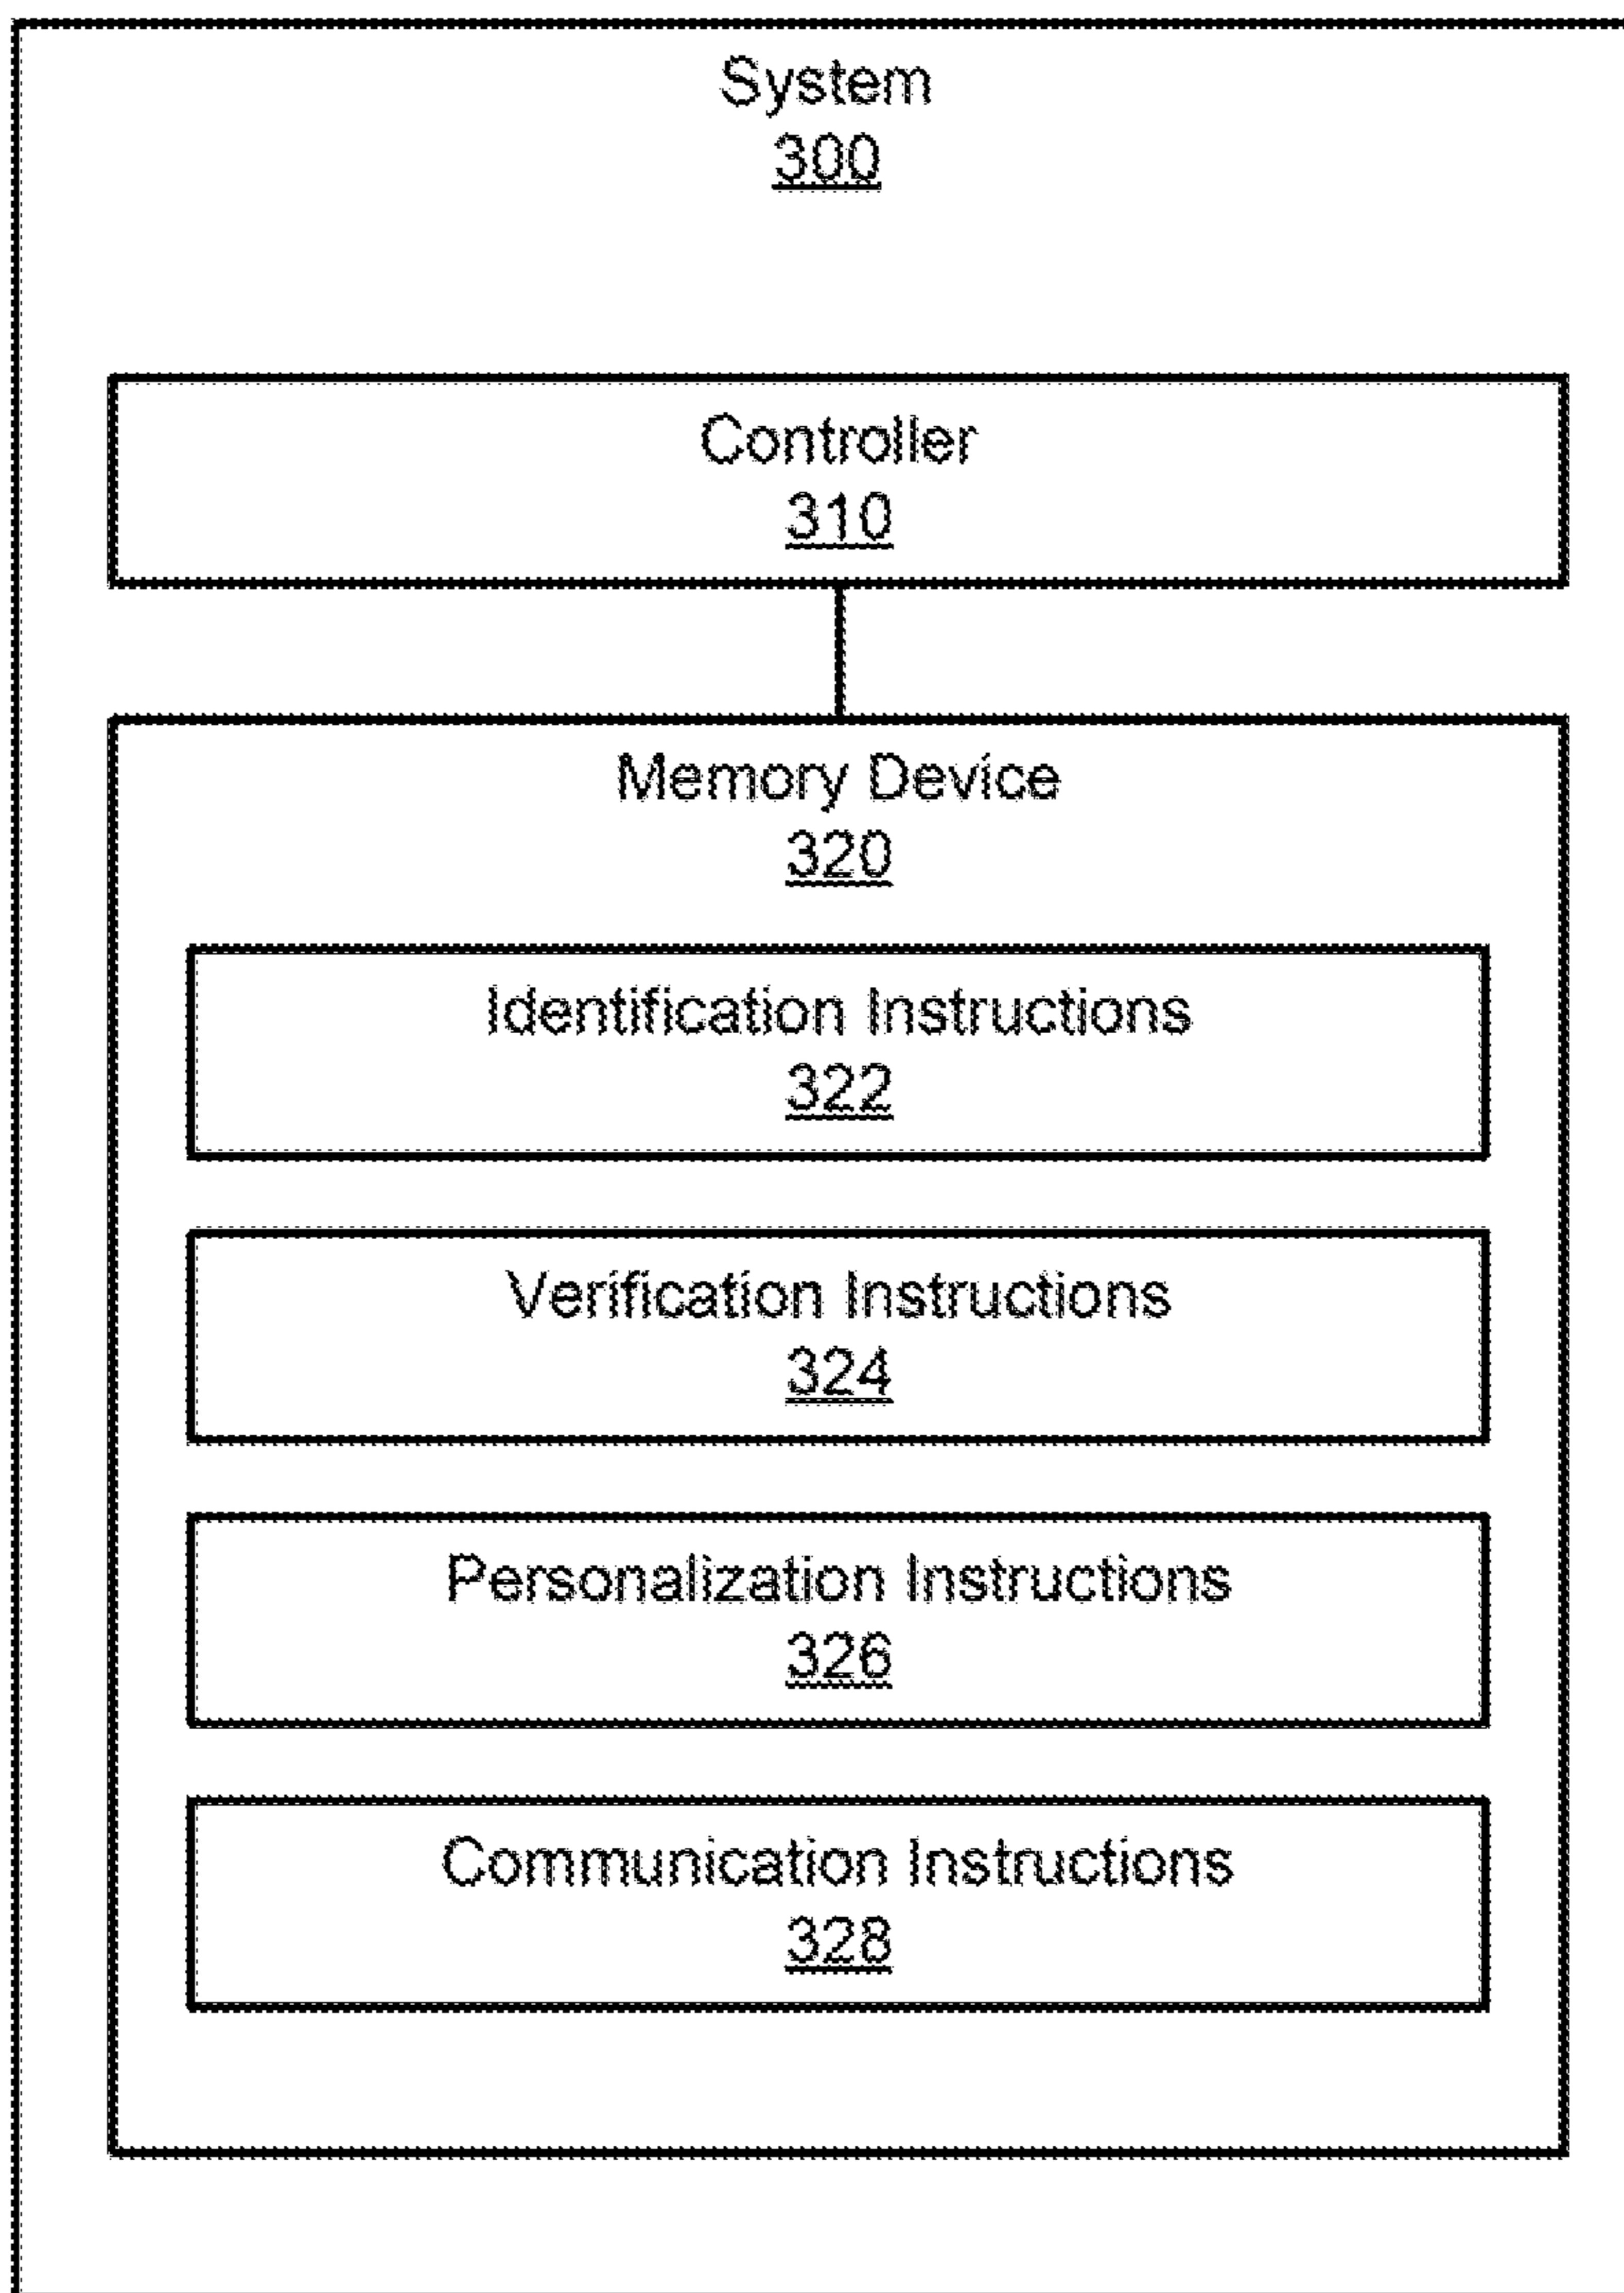 System
300
Controller
310
Memory Device
320
Identification Instructions
322
Verification Instructions
324
Personalization Instructions
326
Communication Instructions
328